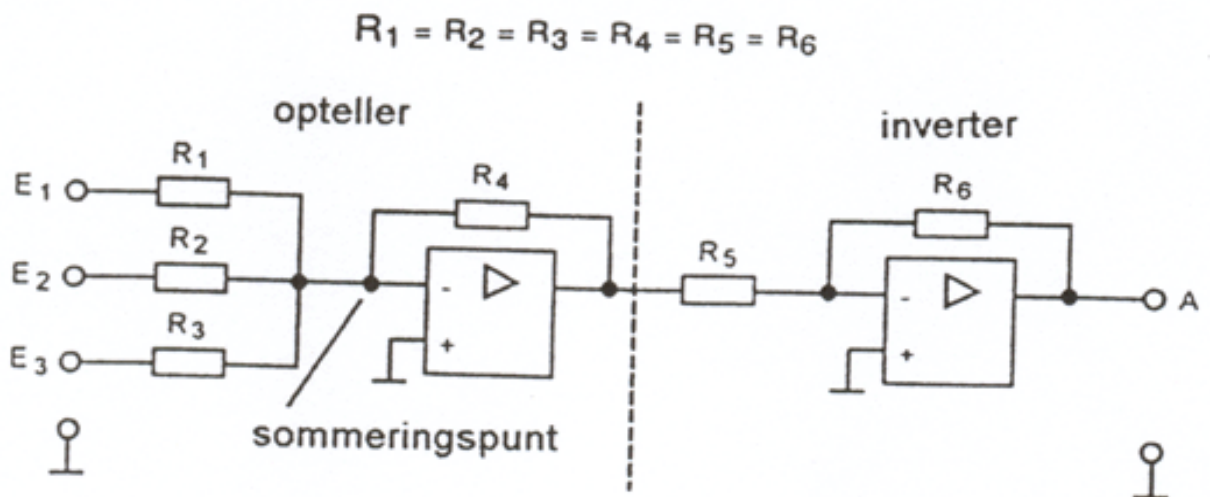 R1 = R2 = R3 = R4 = R5 = R6
opteller
inverter
R1
E1
R4
R6
R2
E2
R5
-
-
A
R3
E3
+
+
sommeringspunt